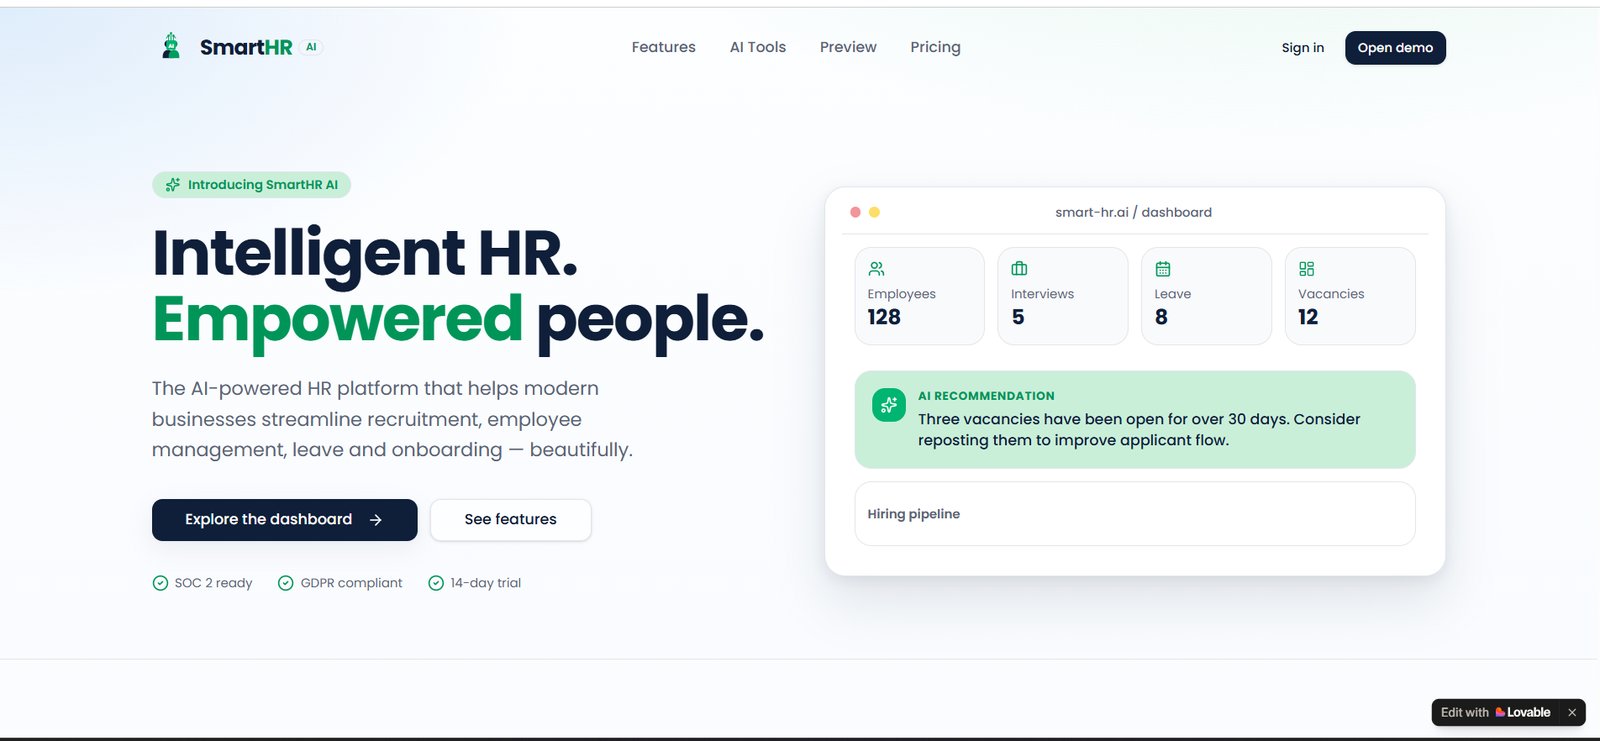 SmartHR AI
Features
AI Tools
Preview
Pricing
Sign in
Open demo
Introducing SmartHR AI
Intelligent HR.
Empowered people.
The AI-powered HR platform that helps modern
businesses streamline recruitment, employee
management, leave and onboarding — beautifully.
Explore the dashboard →
See features
SOC 2 ready
GDPR compliant
14-day trial
smart-hr.ai / dashboard
Employees
128
Interviews
5
Leave
8
Vacancies
12
AI RECOMMENDATION
Three vacancies have been open for over 30 days. Consider
reposting them to improve applicant flow.
Hiring pipeline
Edit with Lovable ×